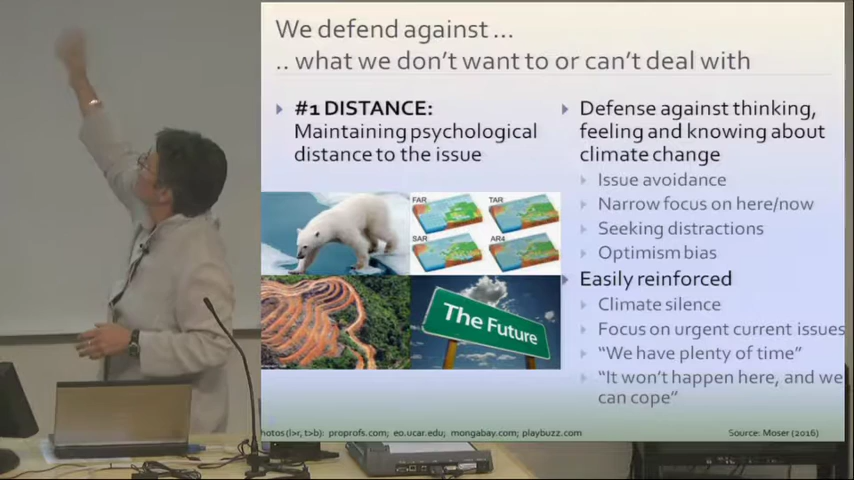 We defend against ...
.. what we don't want to or can't deal with
#1 DISTANCE:
Maintaining psychological
distance to the issue
FAR
TAR
SAR
AR4
The Future
Defense against thinking,
feeling and knowing about
climate change
Issue avoidance
Narrow focus on here/now
Seeking distractions
Optimism bias
Easily reinforced
Climate silence
Focus on urgent current issues
"We have plenty of time"
"It won't happen here, and we
can cope"
hotos (l>r, t>b): proprofs.com; eo.ucar.edu; mongabay.com; playbuzz.com
Source: Moser (2016)